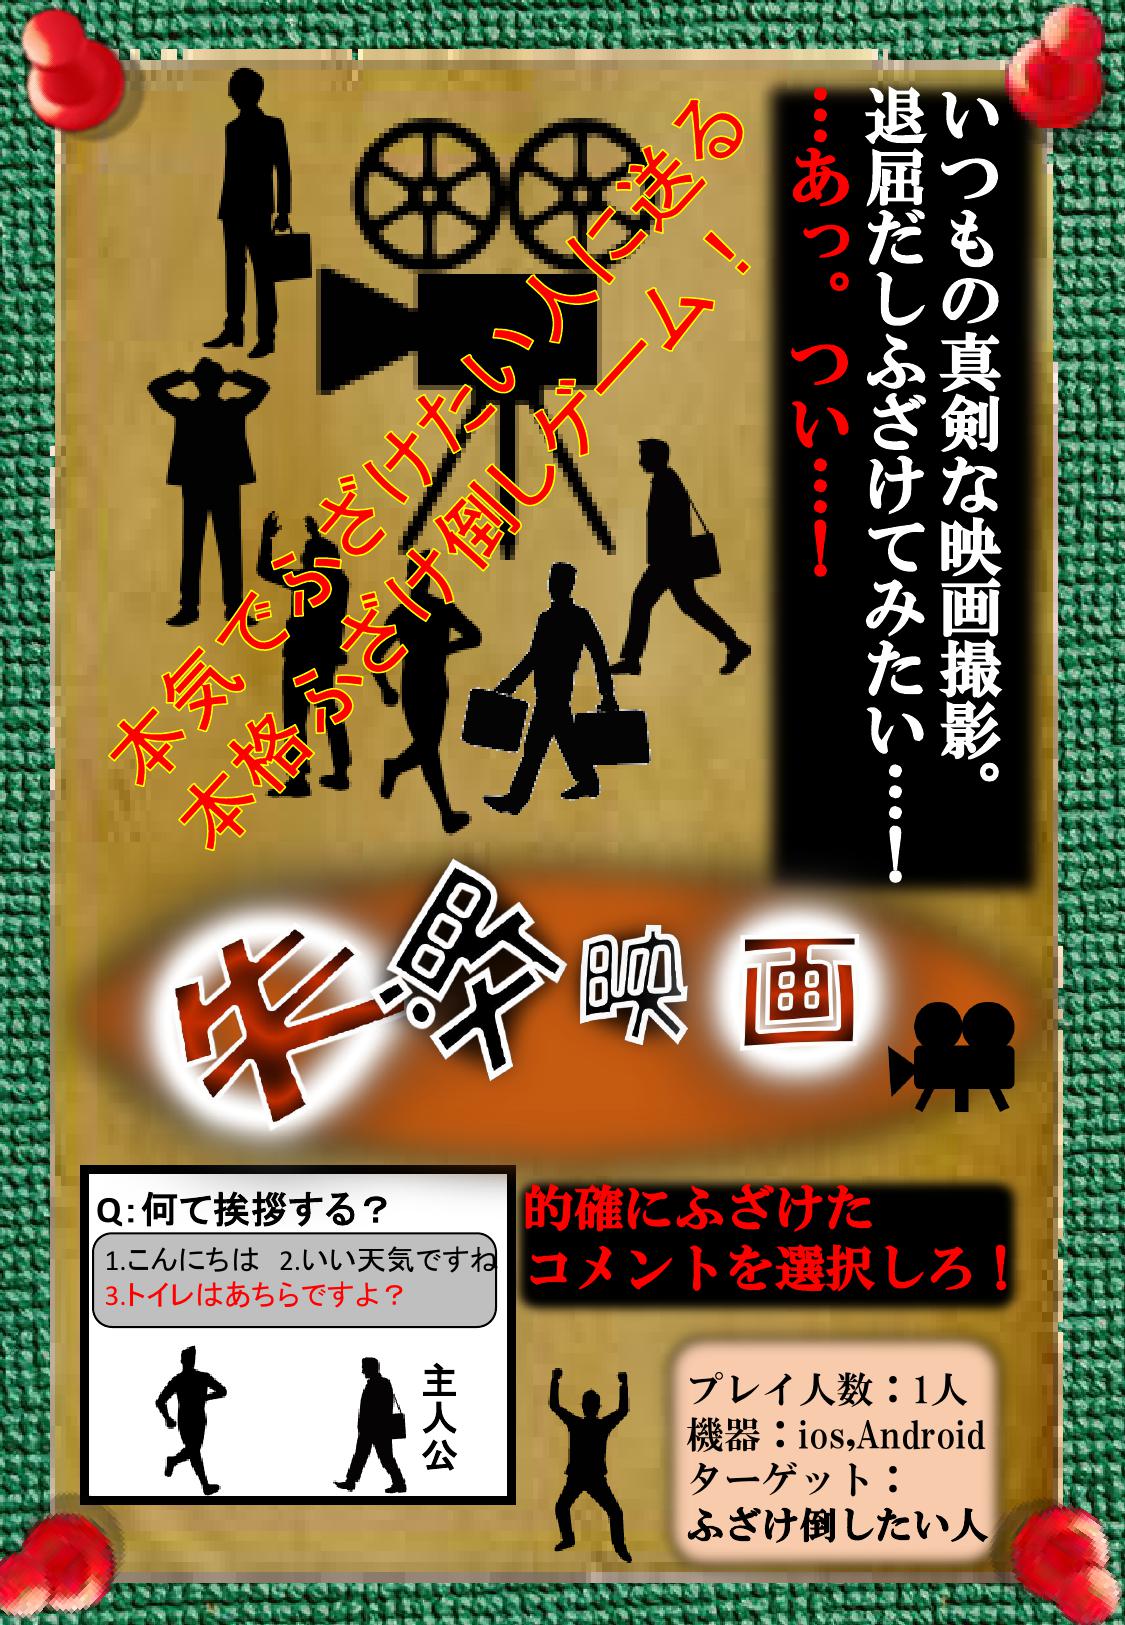 いつもの真剣な映画撮影。
退屈だしふざけてみたい……！
…あっ。つい……！
本気でふざけたい人に送る
本格ふざけ倒しゲーム！
失敗映画
Q:何て挨拶する？
1.こんにちは 2.いい天気ですね
3.トイレはあちらですよ？
主人公
的確にふざけた
コメントを選択しろ！
プレイ人数：1人
機器：ios,Android
ターゲット：
ふざけ倒したい人